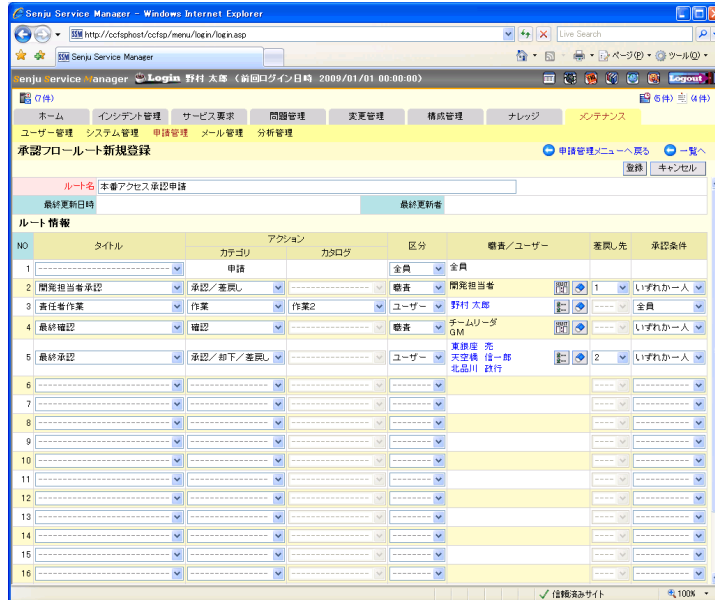 Senju Service Manager - Windows Internet Explorer
http://ccfsphost/ccfsp/menu/login/login.asp
Live Search
Senju Service Manager
ページ(P) ツール(O)
Senju Service Manager Login 野村 太郎 (前回ログイン日時 2009/01/01 00:00:00) Logout
(7件) (5件) (4件)
ホーム インシデント管理 サービス要求 問題管理 変更管理 構成管理 ナレッジ メンテナンス
ユーザー管理 システム管理 申請管理 メール管理 分析管理
承認フロールート新規登録 申請管理メニューへ戻る 一覧へ
登録 キャンセル
ルート名 本番アクセス承認申請
最終更新日時 最終更新者
ルート情報
NO タイトル アクション 区分 職責/ユーザー 差戻し先 承認条件
カテゴリ カタログ
1 申請 全員 全員
2 開発担当者承認 承認/差戻し 職責 開発担当者 1 いずれか一人
3 責任者作業 作業 作業2 ユーザー 野村 太郎 全員
4 最終確認 確認 職責 チームリーダ いずれか一人
GM
5 最終承認 承認/却下/差戻し ユーザー 東銀座 亮 2 いずれか一人
天空橋 信一郎
北品川 政行
6
7
8
9
10
11
12
13
14
15
16
信頼済みサイト 100%